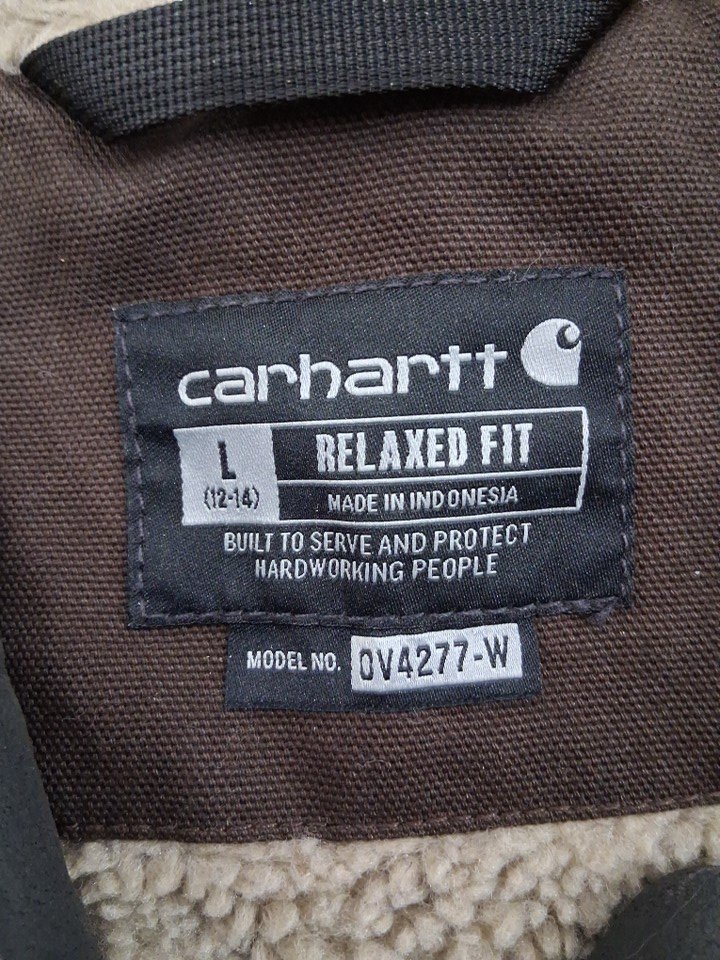 carhartt
L
(12-14)
RELAXED FIT
MADE IN INDONESIA
BUILT TO SERVE AND PROTECT
HARDWORKING PEOPLE
MODEL NO. OV4277-W